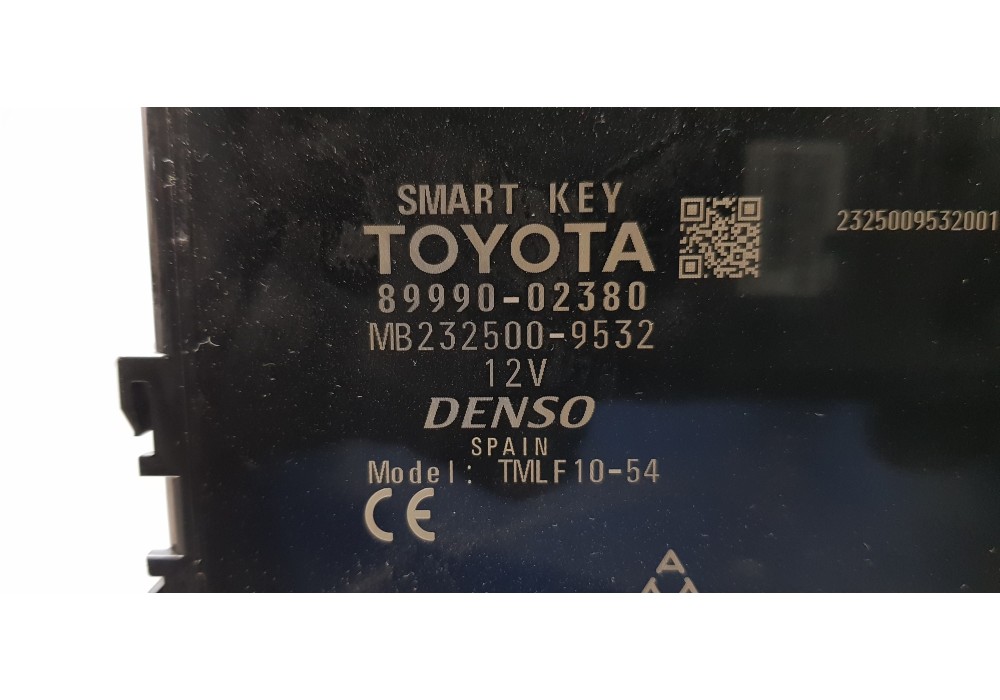 SMART KEY
TOYOTA
2325009532001
89990-02380
MB232500-9532
12V
DENSO
SPAIN
Model: TMLF10-54
CE
A